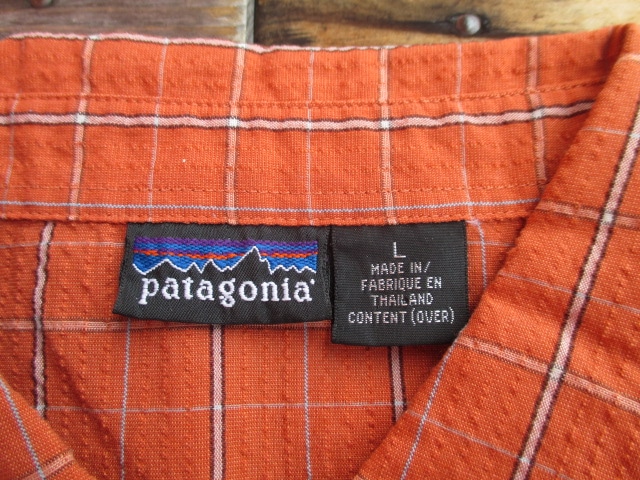 patagonia
L
MADE IN/
FABRIQUE EN
THAILAND
CONTENT (OVER)